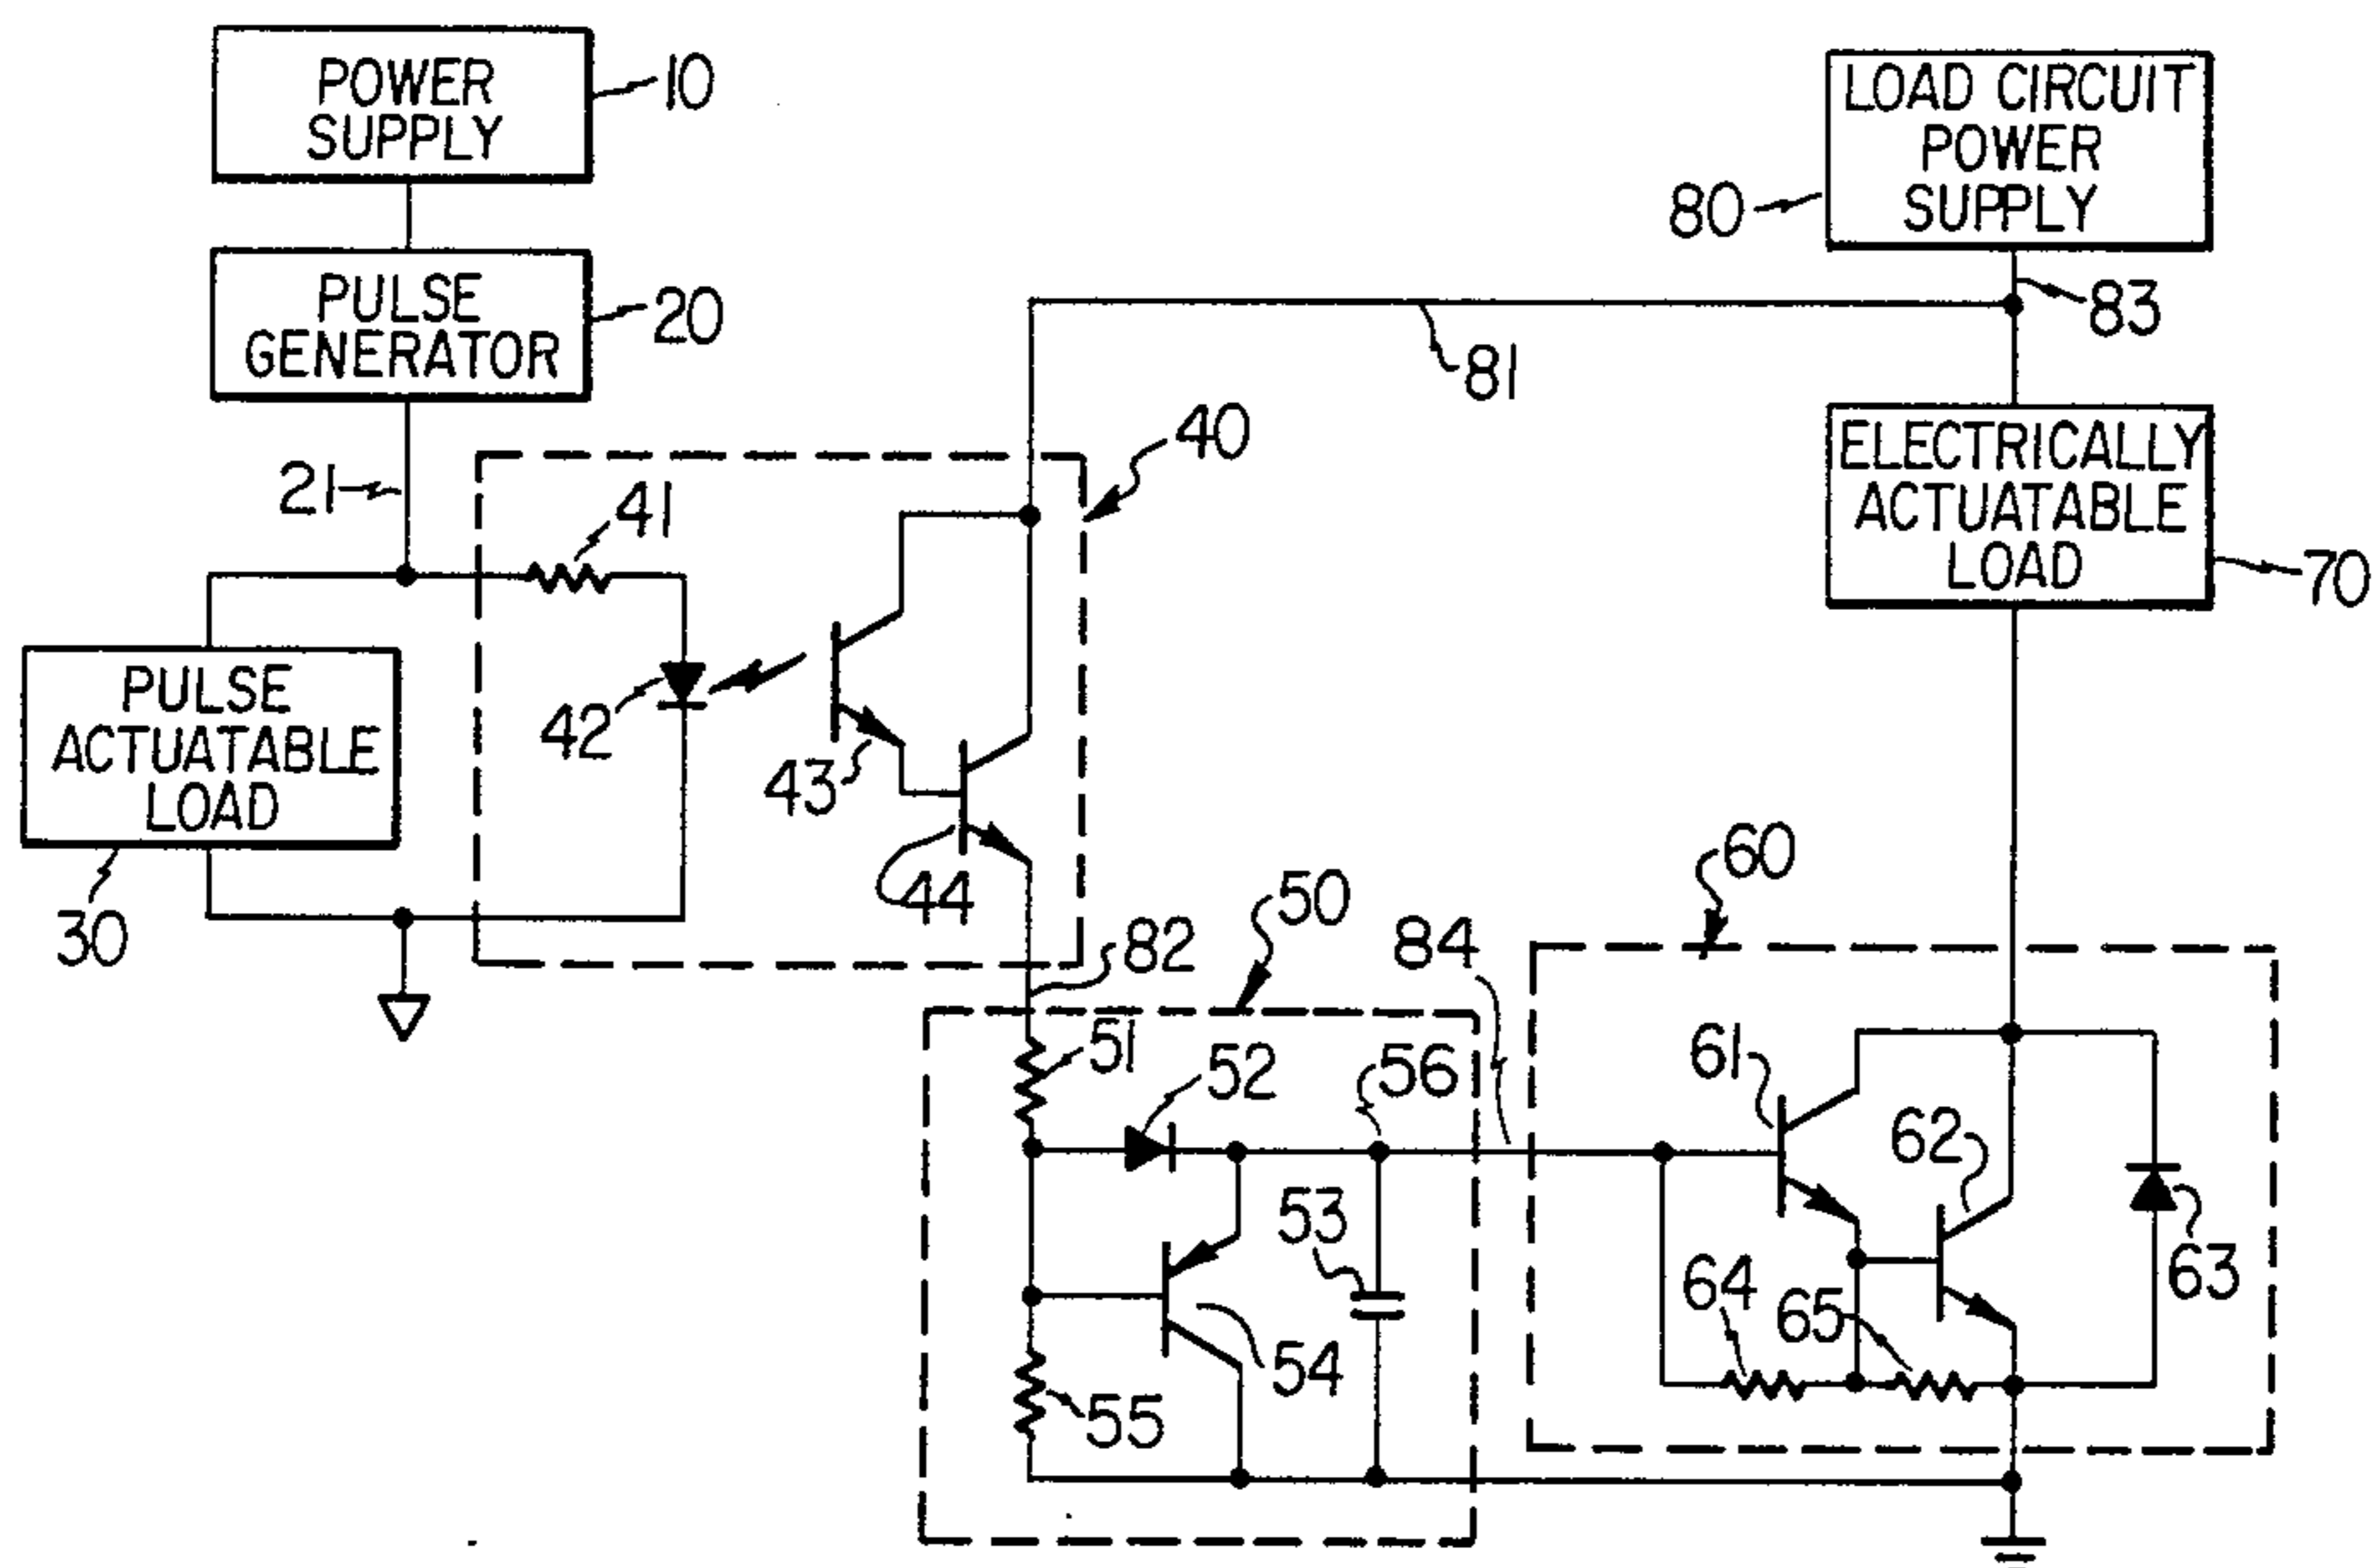 POWER
SUPPLY
10
LOAD CIRCUIT
POWER
SUPPLY
80
83
PULSE
GENERATOR
20
81
40
21
41
ELECTRICALLY
ACTUATABLE
LOAD
70
PULSE
ACTUATABLE
LOAD
30
42
43
44
82
50
84
60
51
52
56
61
62
53
54
55
64
65
63